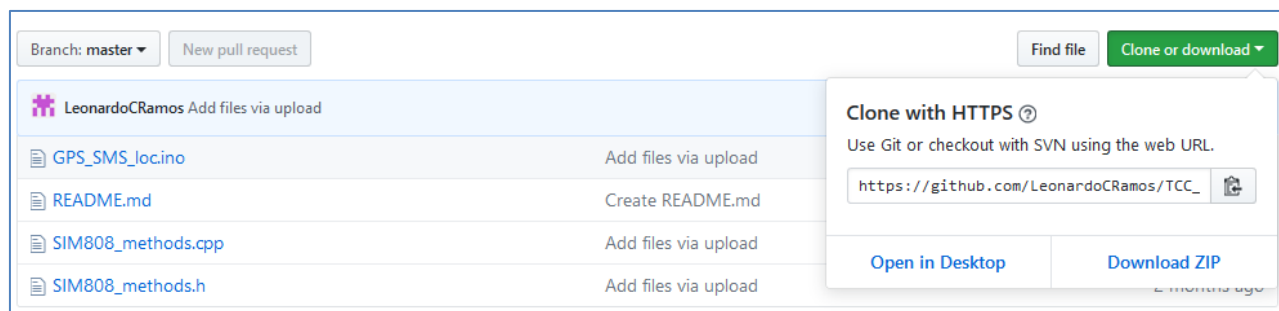 Branch: master New pull request Find file Clone or download
LeonardoCRamos Add files via upload
GPS_SMS_loc.ino Add files via upload
README.md Create README.md
SIM808_methods.cpp Add files via upload
SIM808_methods.h Add files via upload
Clone with HTTPS
Use Git or checkout with SVN using the web URL.
https://github.com/LeonardoCRamos/TCC_
Open in Desktop Download ZIP
2 months ago